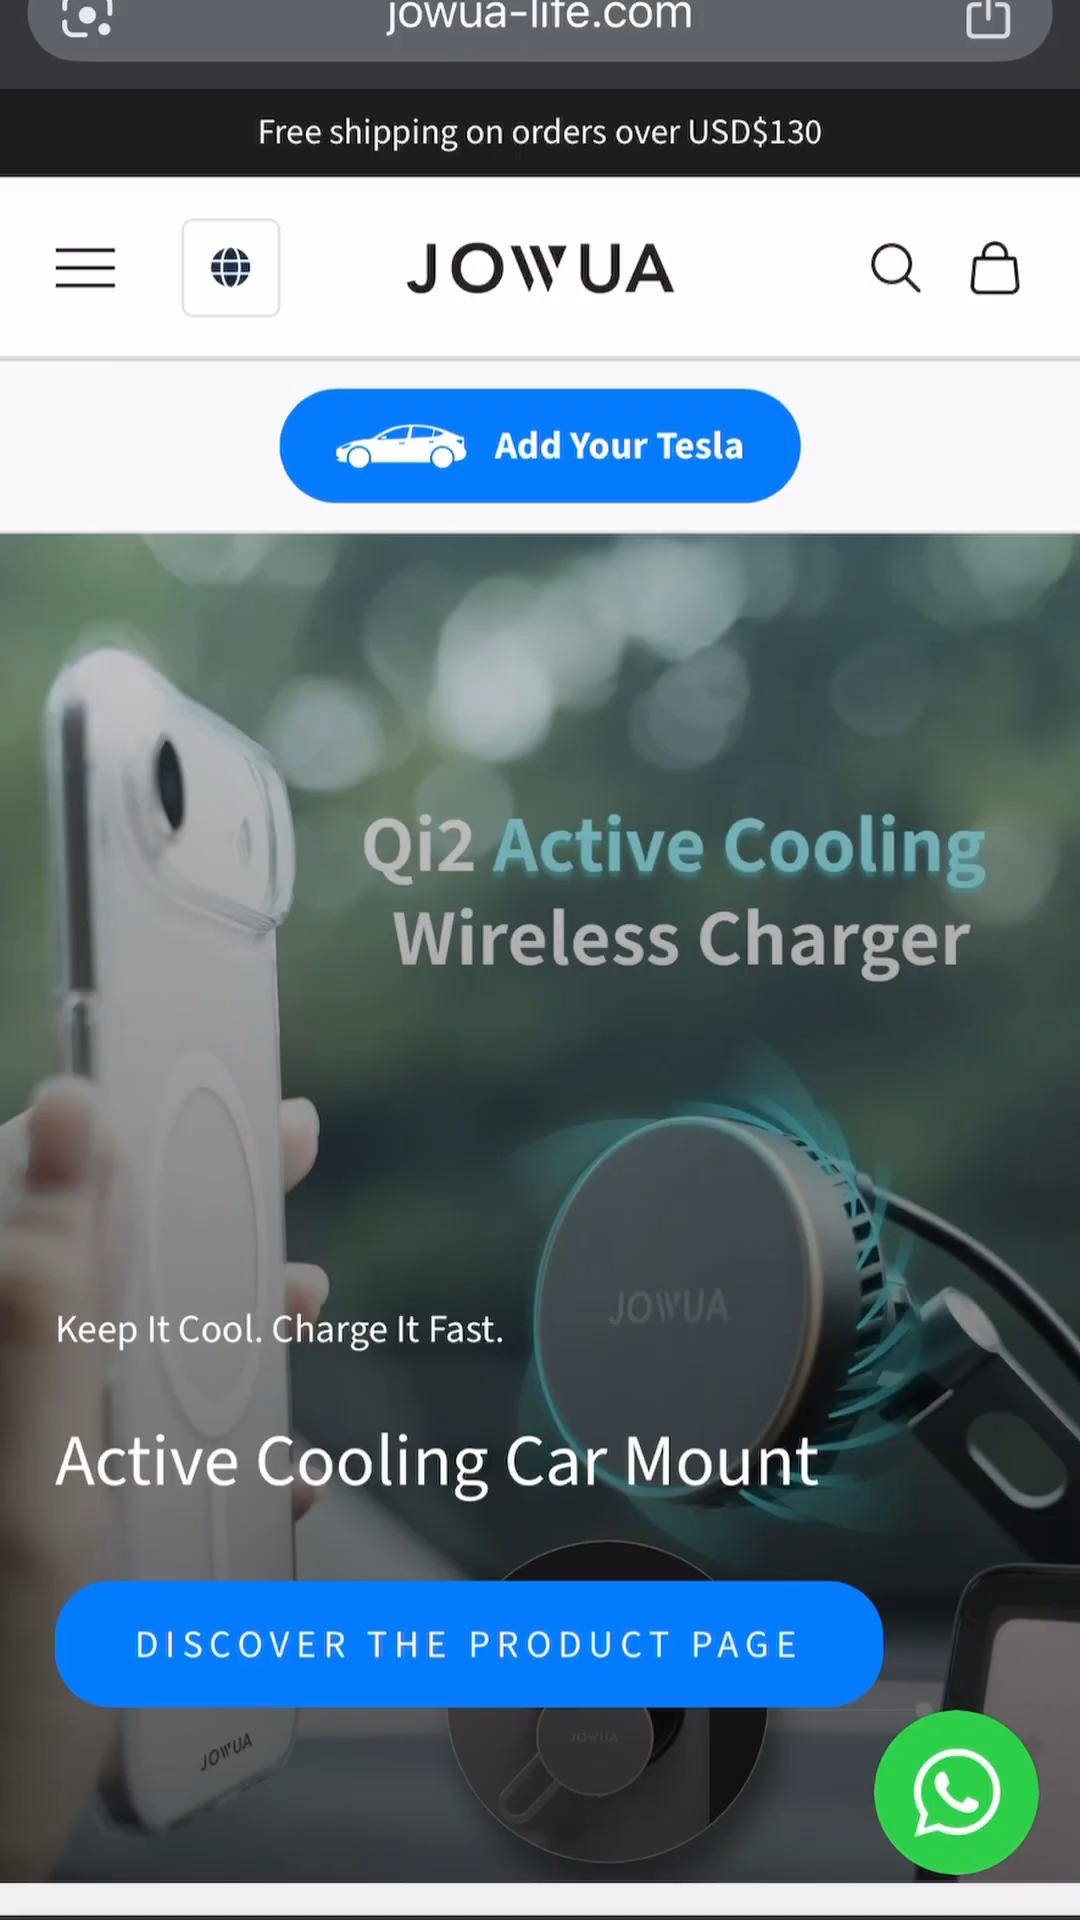 jowua-life.com
Free shipping on orders over USD$130
JOWUA
Add Your Tesla
Qi2 Active Cooling
Wireless Charger
JOWUA
Keep It Cool. Charge It Fast.
Active Cooling Car Mount
DISCOVER THE PRODUCT PAGE
JOWUA
JOWUA